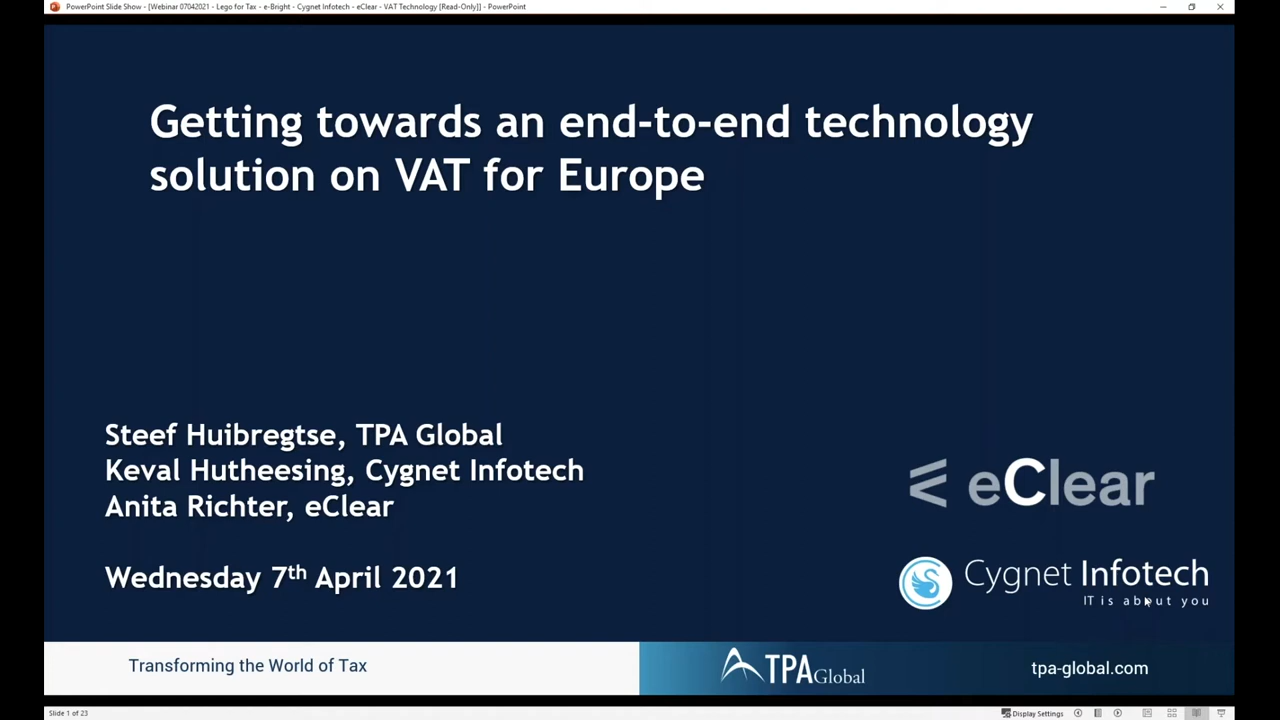 PowerPoint Slide Show - [Webinar 07042021 - Lego for Tax - e-Bright - Cygnet Infotech - eClear - VAT Technology [Read-Only]] - PowerPoint
Getting towards an end-to-end technology
solution on VAT for Europe
Steef Huibregtse, TPA Global
Keval Hutheesing, Cygnet Infotech
Anita Richter, eClear
Wednesday 7th April 2021
eClear
Cygnet Infotech
IT is about you
Transforming the World of Tax
TPA Global
tpa-global.com
Slide 1 of 23
Display Settings